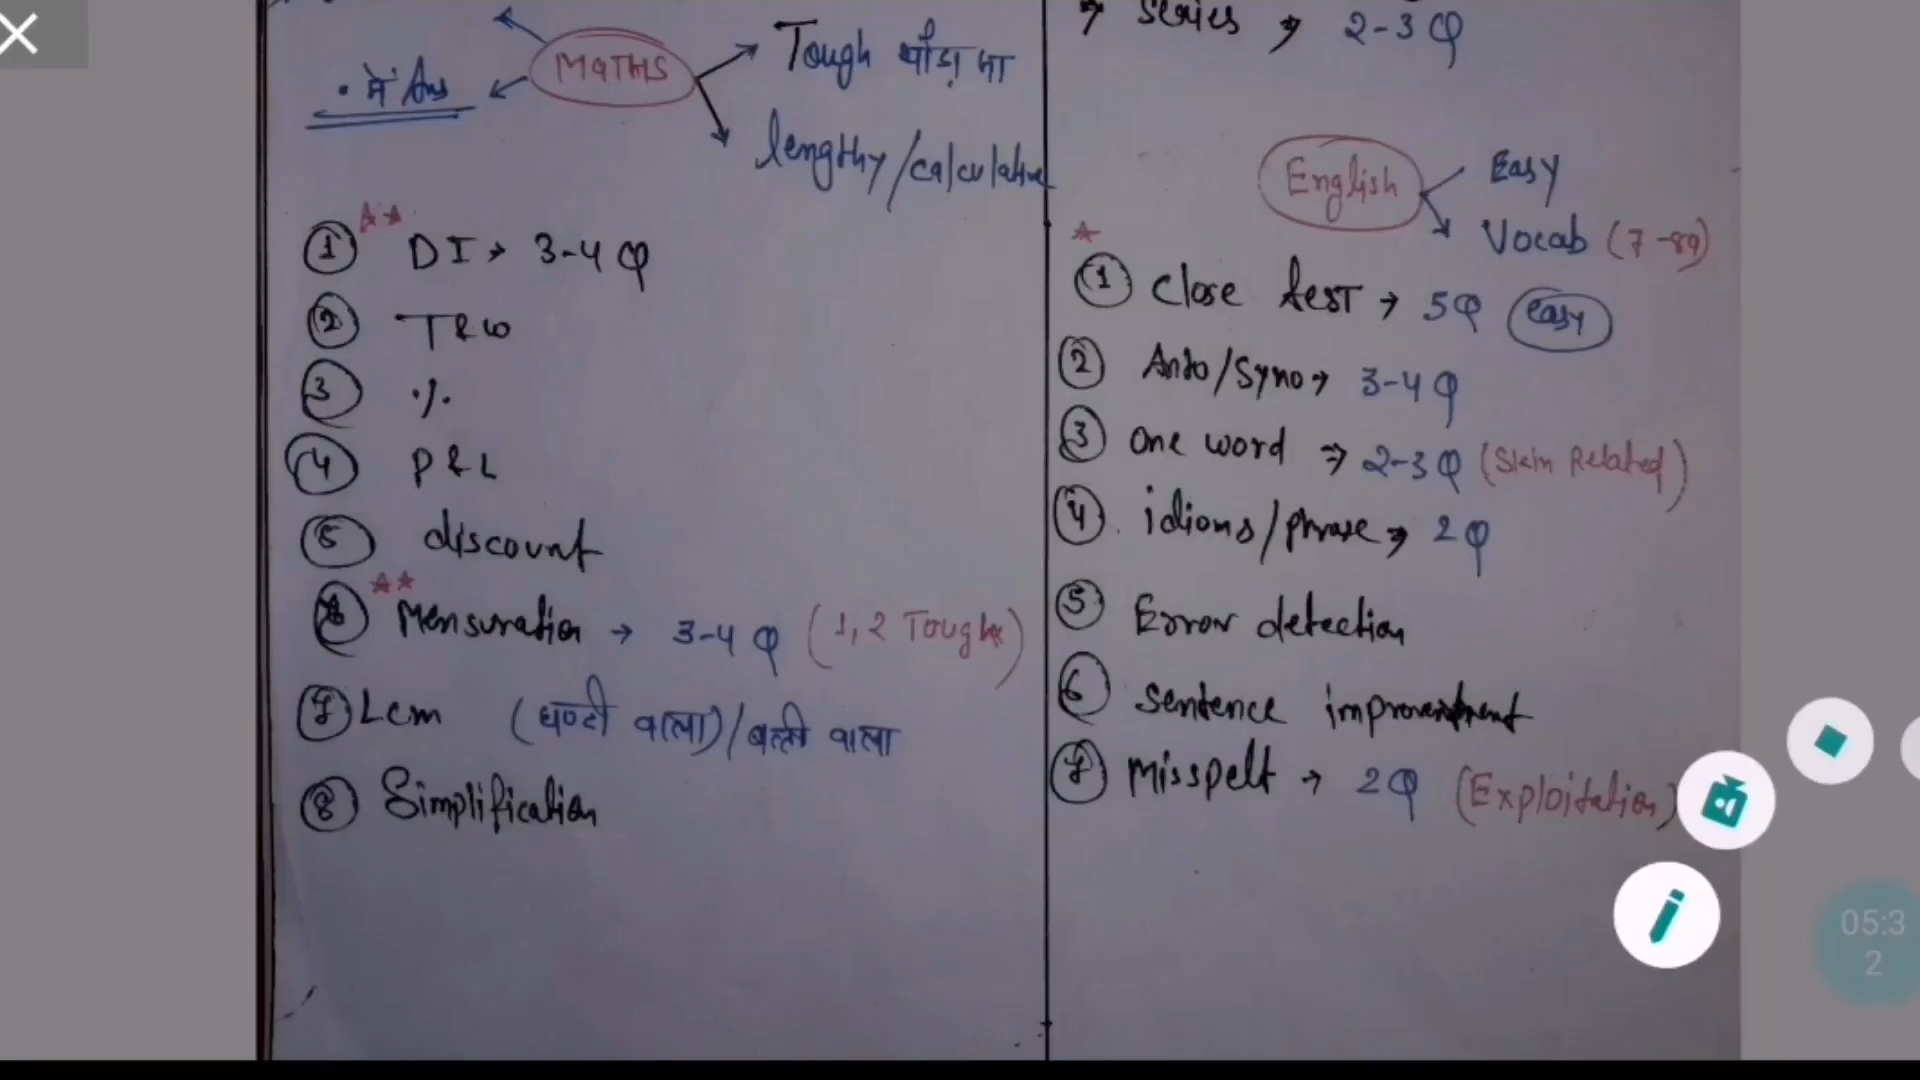 MATHS
Tough थोड़ा सा
. में Ans
lengthy/calculative
① DI → 3-4 Q
② T & W
③ %
④ P & L
⑤ discount
⑥ Mensuration → 3-4 Q (1, 2 Tough)
⑦ Lcm (घण्टी वाला)/बत्ती वाला
⑧ Simplification
→ Series → 2-3 Q
English
Easy
Vocab (7-8Q)
① Close test → 5Q easy
② Anto/Syno → 3-4 Q
③ One word ⇒ 2-3 Q (Skin Related)
④ idioms/phrase → 2 Q
⑤ Error detection
⑥ Sentence improvement
⑦ Misspelt → 2Q (Exploitation)
05:3
2